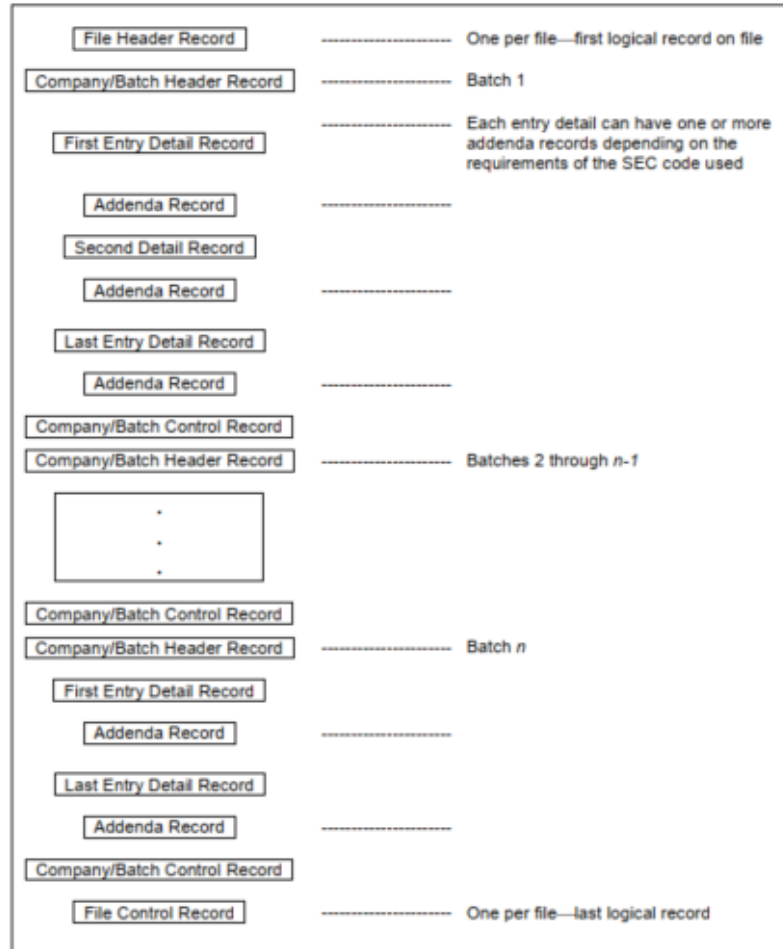 File Header Record ---------------------- One per file—first logical record on file
Company/Batch Header Record ---------------------- Batch 1
---------------------- Each entry detail can have one or more
First Entry Detail Record addenda records depending on the
requirements of the SEC code used
Addenda Record ----------------------
Second Detail Record
Addenda Record ----------------------
Last Entry Detail Record
Addenda Record ----------------------
Company/Batch Control Record
Company/Batch Header Record ---------------------- Batches 2 through n-1
.
.
.
Company/Batch Control Record
Company/Batch Header Record ---------------------- Batch n
First Entry Detail Record
Addenda Record ----------------------
Last Entry Detail Record
Addenda Record ----------------------
Company/Batch Control Record
File Control Record ---------------------- One per file—last logical record